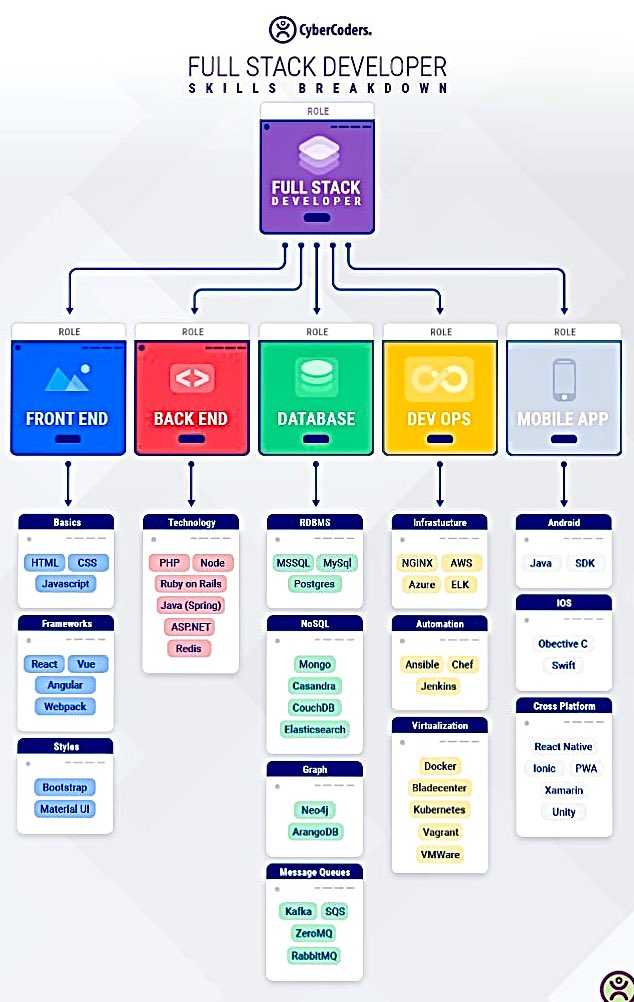 CyberCoders.
FULL STACK DEVELOPER
SKILLS BREAKDOWN
ROLE
FULL STACK
DEVELOPER
ROLE
FRONT END
ROLE
BACK END
ROLE
DATABASE
ROLE
DEV OPS
ROLE
MOBILE APP
Basics
HTML CSS
Javascript
Frameworks
React Vue
Angular
Webpack
Styles
Bootstrap
Material UI
Technology
PHP Node
Ruby on Rails
Java (Spring)
ASP.NET
Redis
RDBMS
MSSQL MySql
Postgres
NoSQL
Mongo
Casandra
CouchDB
Elasticsearch
Graph
Neo4j
ArangoDB
Message Queues
Kafka SQS
ZeroMQ
RabbitMQ
Infrastucture
NGINX AWS
Azure ELK
Automation
Ansible Chef
Jenkins
Virtualization
Docker
Bladecenter
Kubernetes
Vagrant
VMWare
Android
Java SDK
IOS
Obective C
Swift
Cross Platform
React Native
Ionic PWA
Xamarin
Unity